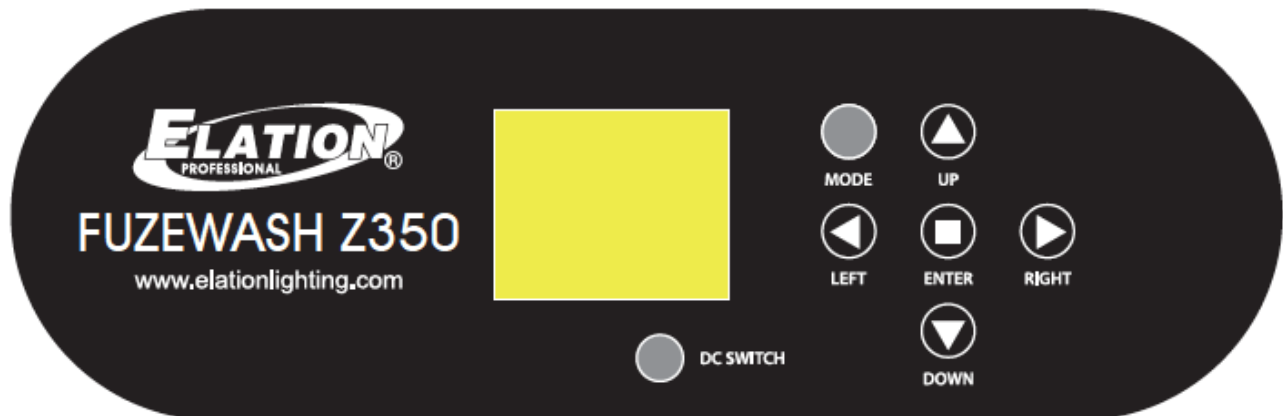 ELATION®
PROFESSIONAL
FUZEWASH Z350
www.elationlighting.com
MODE
UP
LEFT
ENTER
RIGHT
DC SWITCH
DOWN